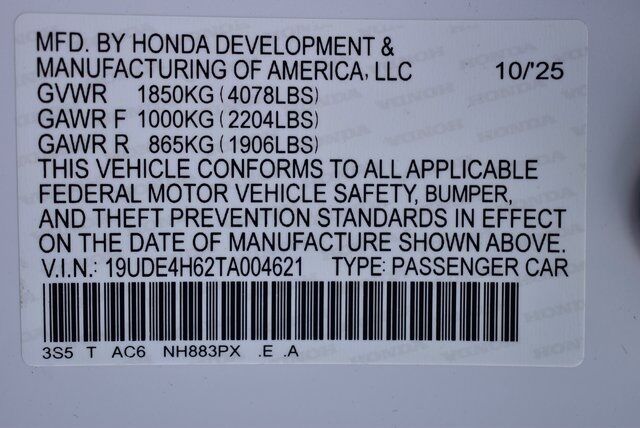 MFD. BY HONDA DEVELOPMENT &
MANUFACTURING OF AMERICA, LLC 10/'25
GVWR 1850KG (4078LBS)
GAWR F 1000KG (2204LBS)
GAWR R 865KG (1906LBS)
THIS VEHICLE CONFORMS TO ALL APPLICABLE
FEDERAL MOTOR VEHICLE SAFETY, BUMPER,
AND THEFT PREVENTION STANDARDS IN EFFECT
ON THE DATE OF MANUFACTURE SHOWN ABOVE.
V.I.N.: 19UDE4H62TA004621 TYPE: PASSENGER CAR
3S5 T AC6 NH883PX .E .A